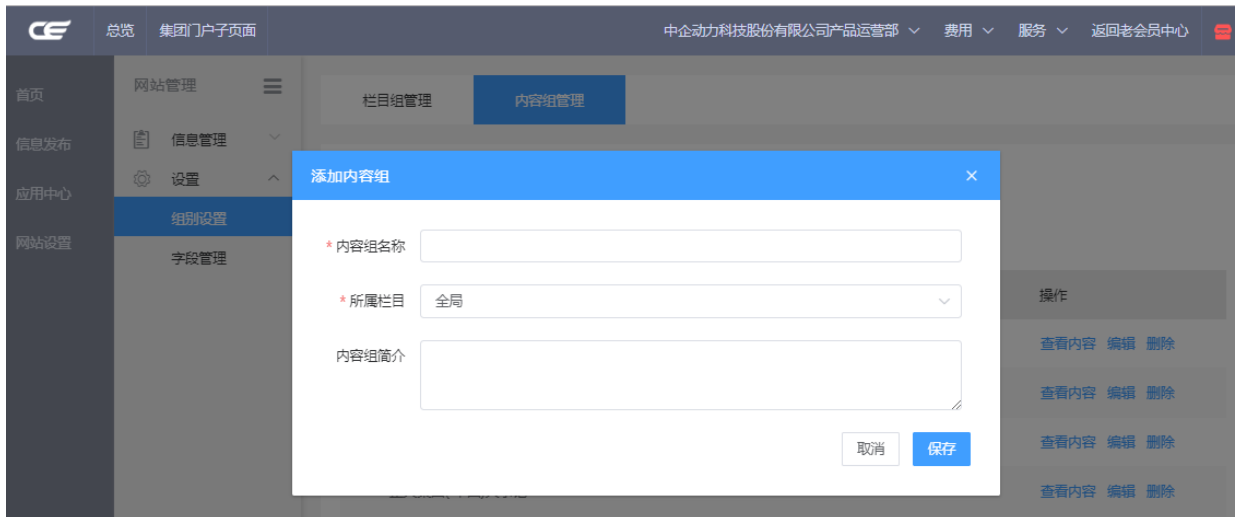 CE 总览 集团门户子页面 中企动力科技股份有限公司产品运营部 费用 服务 返回老会员中心
首页
信息发布
应用中心
网站设置
网站管理
信息管理
设置
组别设置
字段管理
栏目组管理 内容组管理
添加内容组
* 内容组名称
* 所属栏目 全局
内容组简介
取消 保存
操作
查看内容 编辑 删除
查看内容 编辑 删除
查看内容 编辑 删除
查看内容 编辑 删除